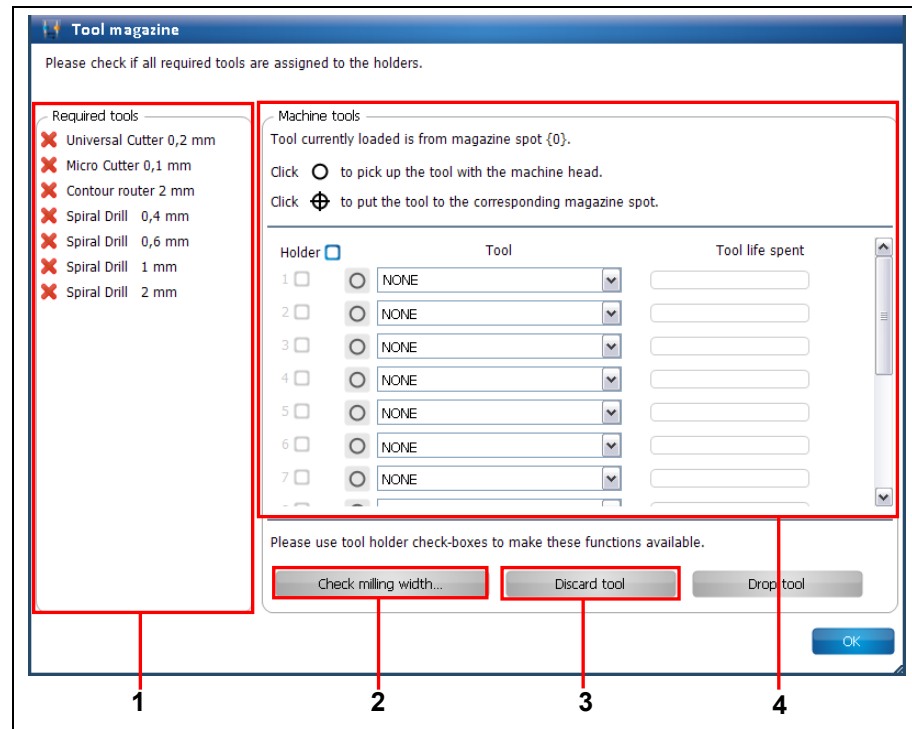 Tool magazine
Please check if all required tools are assigned to the holders.
Required tools
Universal Cutter 0,2 mm
Micro Cutter 0,1 mm
Contour router 2 mm
Spiral Drill 0,4 mm
Spiral Drill 0,6 mm
Spiral Drill 1 mm
Spiral Drill 2 mm
Machine tools
Tool currently loaded is from magazine spot {0}.
Click to pick up the tool with the machine head.
Click to put the tool to the corresponding magazine spot.
Holder Tool Tool life spent
1 NONE
2 NONE
3 NONE
4 NONE
5 NONE
6 NONE
7 NONE
Please use tool holder check-boxes to make these functions available.
Check milling width... Discard tool Drop tool
OK
1 2 3 4